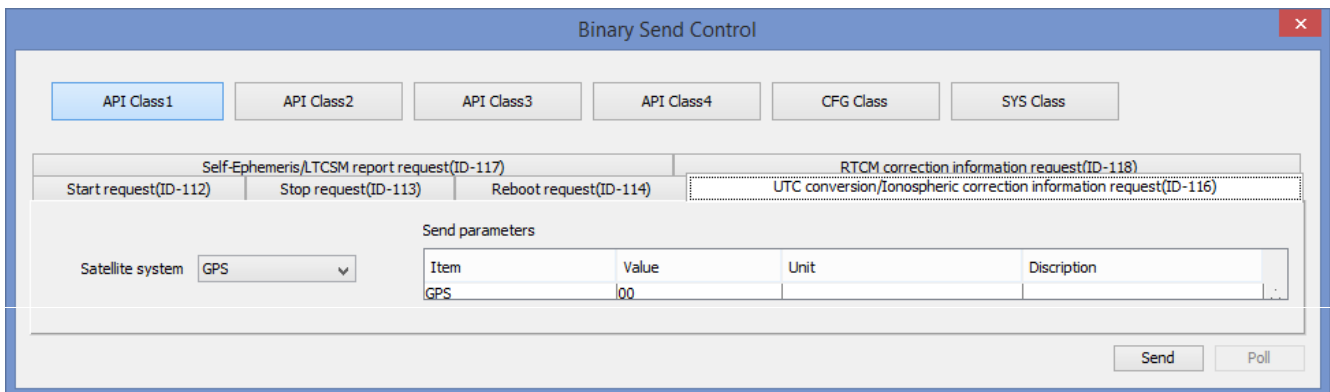 Binary Send Control
API Class1 API Class2 API Class3 API Class4 CFG Class SYS Class
Self-Ephemeris/LTCSM report request(ID-117) RTCM correction information request(ID-118)
Start request(ID-112) Stop request(ID-113) Reboot request(ID-114) UTC conversion/Ionospheric correction information request(ID-116)
Send parameters
Satellite system GPS
Item Value Unit Discription
GPS 00
Send Poll